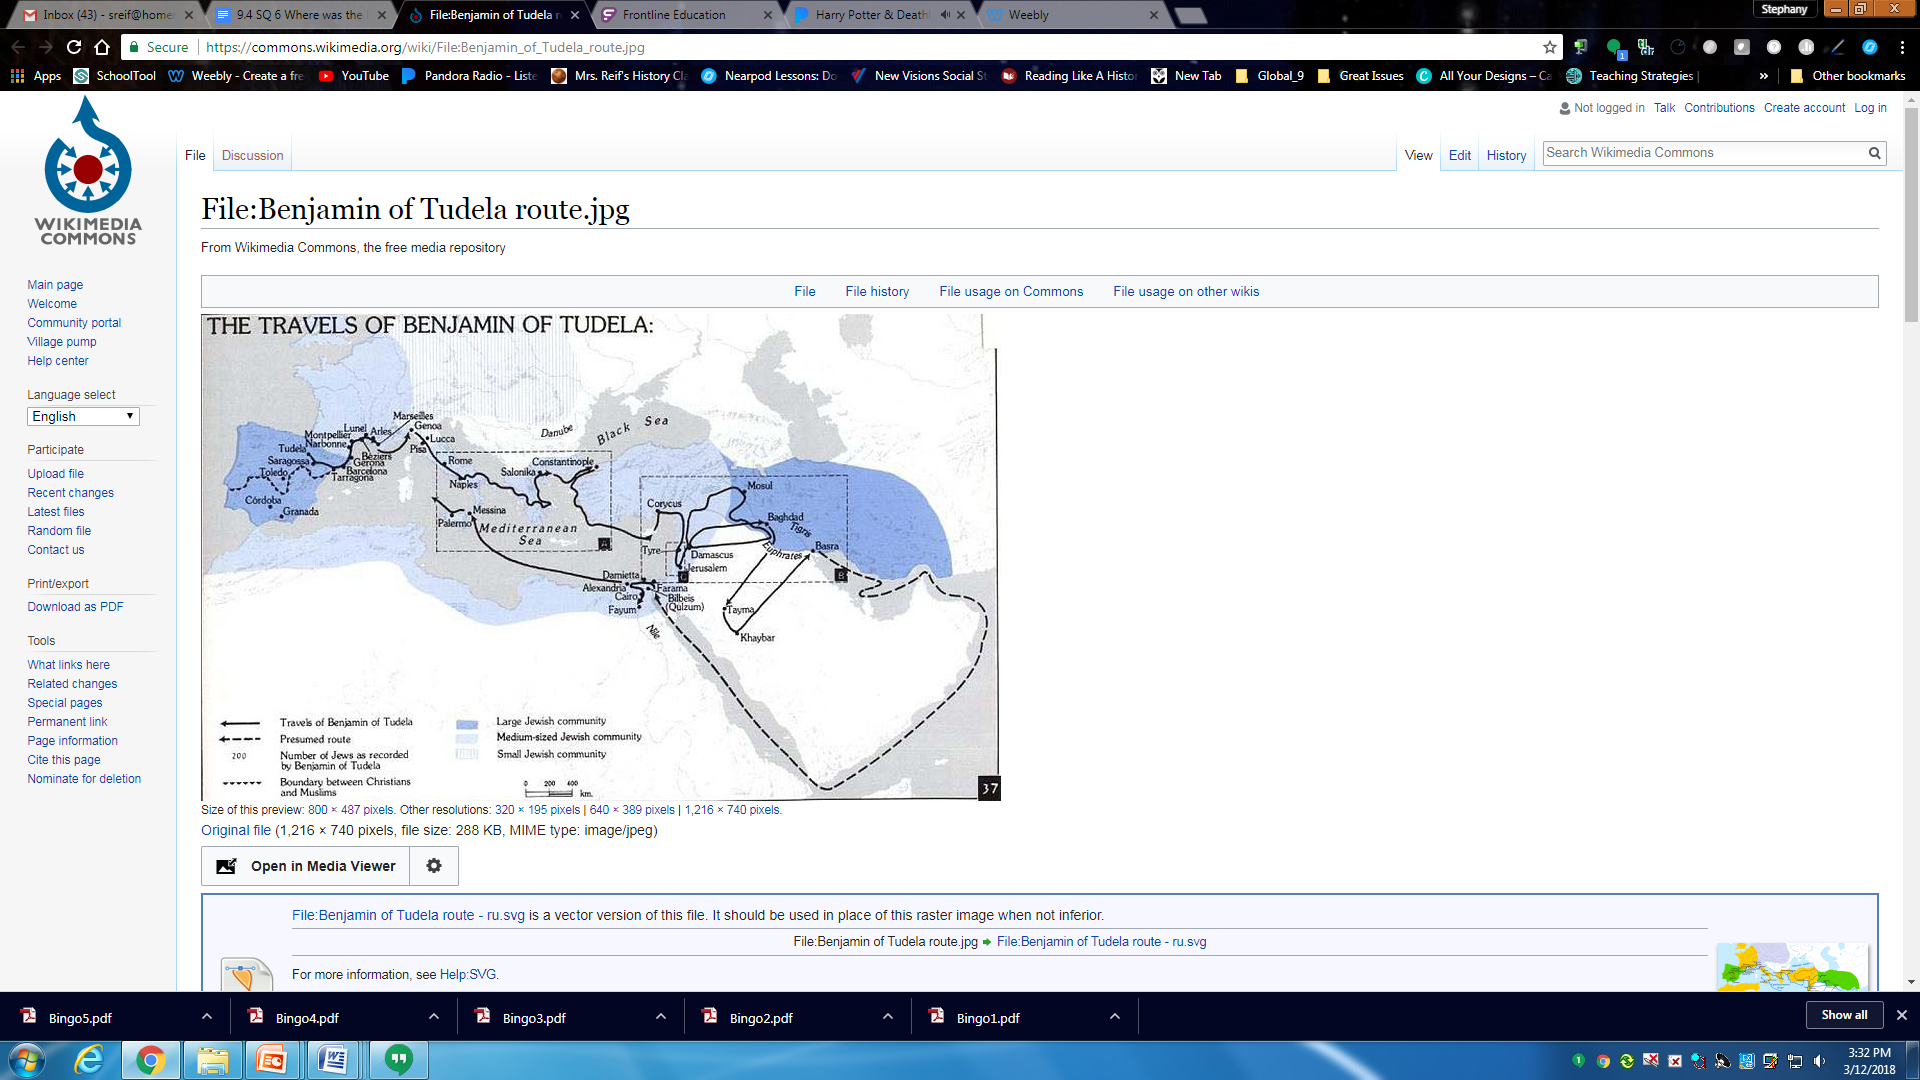 Inbox (43) - sreif@home
9.4 SQ 6 Where was the
File:Benjamin of Tudela r
Frontline Education
Harry Potter & Death
Weebly
Stephany
Secure
https://commons.wikimedia.org/wiki/File:Benjamin_of_Tudela_route.jpg
Apps
SchoolTool
Weebly - Create a fre
YouTube
Pandora Radio - Liste
Mrs. Reif's History Cla
Nearpod Lessons: Do
New Visions Social St
Reading Like A Histor
New Tab
Global_9
Great Issues
All Your Designs – Ca
Teaching Strategies |
»
Other bookmarks
Not logged in Talk Contributions Create account Log in
File Discussion
View Edit History
Search Wikimedia Commons
WIKIMEDIA
COMMONS
Main page
Welcome
Community portal
Village pump
Help center
Language select
English
Participate
Upload file
Recent changes
Latest files
Random file
Contact us
Print/export
Download as PDF
Tools
What links here
Related changes
Special pages
Permanent link
Page information
Cite this page
Nominate for deletion
File:Benjamin of Tudela route.jpg
From Wikimedia Commons, the free media repository
File File history File usage on Commons File usage on other wikis
THE TRAVELS OF BENJAMIN OF TUDELA:
Marseilles
Genoa
Lunel Arles
Montpellier
Narbonne
Lucca
Pisa
Béziers
Tudela
Gerona
Saragossa
Barcelona
Toledo
Tarragona
Córdoba
Granada
Rome
Naples
Danube
Black Sea
Constantinople
Salonika
Messina
Palermo
Mediterranean
Sea
A
Corycus
Mosul
Baghdad
Tigris
Euphrates
Basra
Tyre
Damascus
Jerusalem
C
B
Damietta
Alexandria
Farama
Cairo
Bilbeis
(Qulzum)
Fayum
Nile
Tayma
Khaybar
Travels of Benjamin of Tudela
Presumed route
200 Number of Jews as recorded
by Benjamin of Tudela
Boundary between Christians
and Muslims
Large Jewish community
Medium-sized Jewish community
Small Jewish community
0 200 400
km.
37
Size of this preview: 800 × 487 pixels. Other resolutions: 320 × 195 pixels | 640 × 389 pixels | 1,216 × 740 pixels.
Original file (1,216 × 740 pixels, file size: 288 KB, MIME type: image/jpeg)
Open in Media Viewer
File:Benjamin of Tudela route - ru.svg is a vector version of this file. It should be used in place of this raster image when not inferior.
File:Benjamin of Tudela route.jpg File:Benjamin of Tudela route - ru.svg
For more information, see Help:SVG.
Bingo5.pdf
Bingo4.pdf
Bingo3.pdf
Bingo2.pdf
Bingo1.pdf
Show all
3:32 PM
3/12/2018